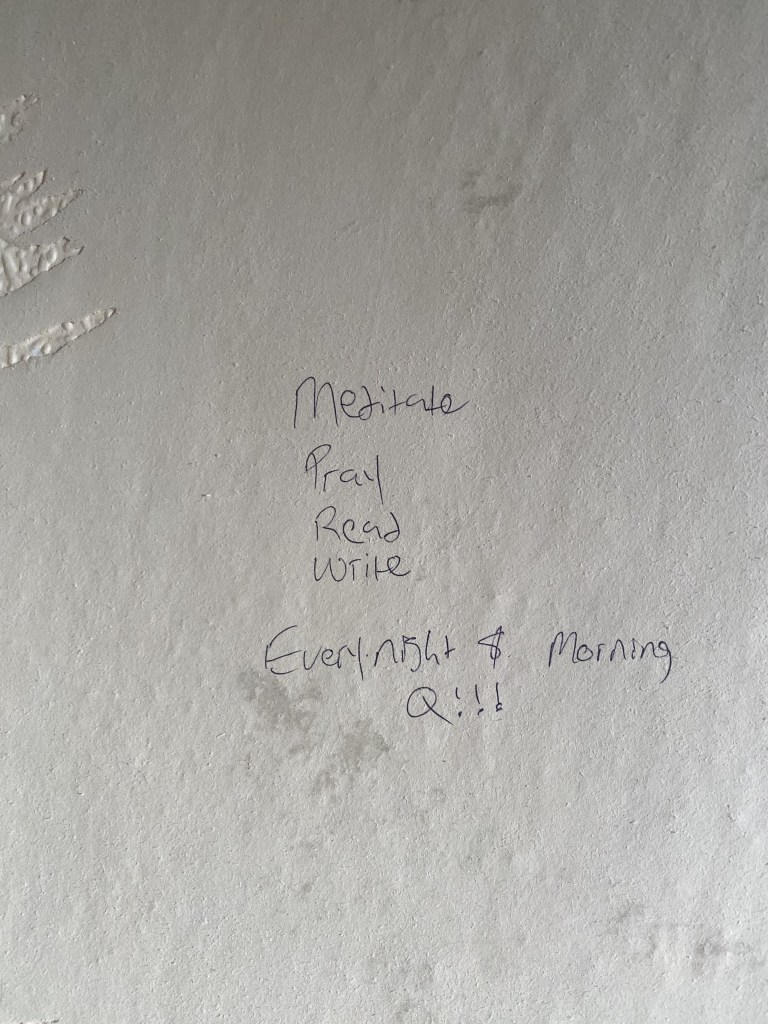 Meditate
Pray
Read
Write
Every night & Morning
Q!!!